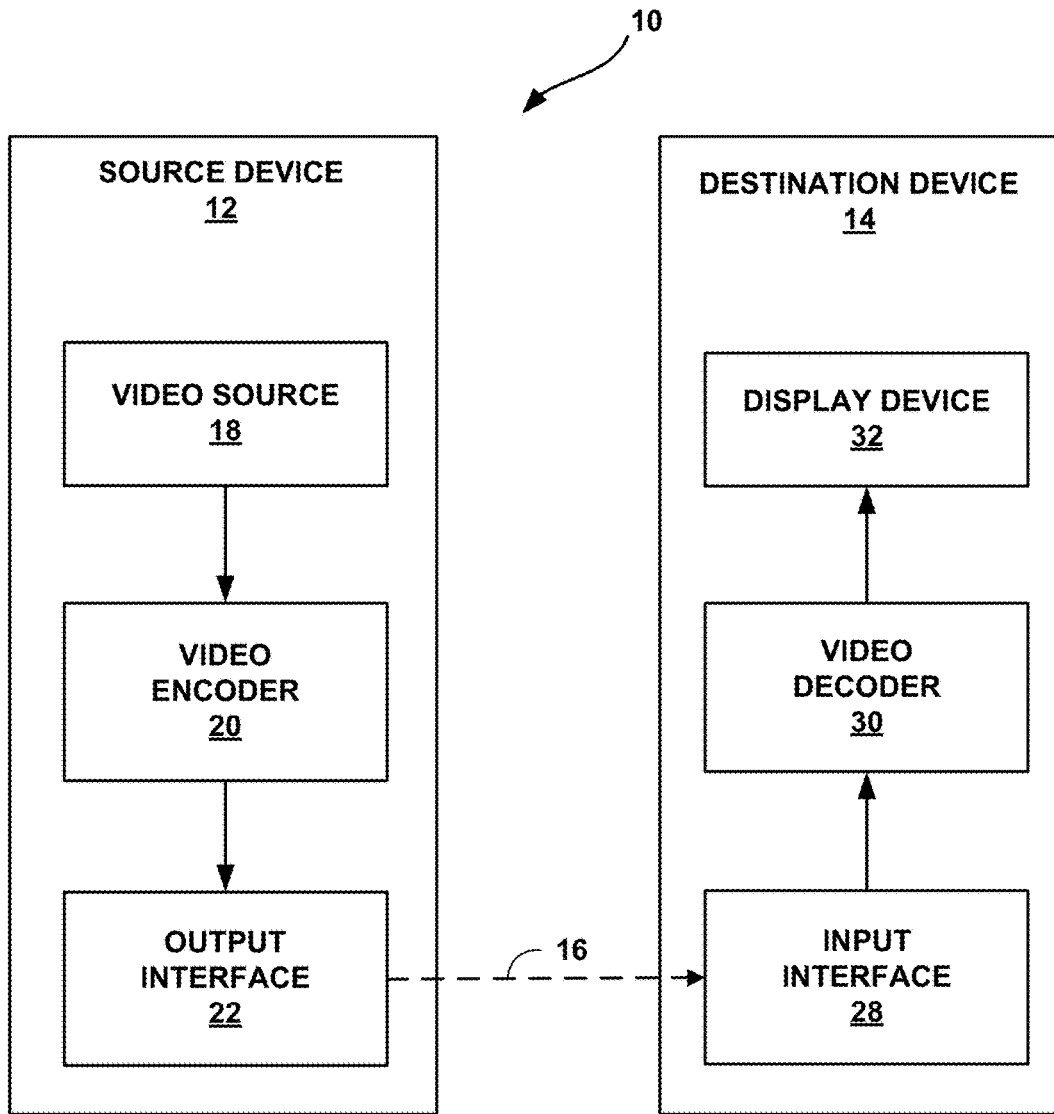 10
SOURCE DEVICE
12
VIDEO SOURCE
18
VIDEO
ENCODER
20
OUTPUT
INTERFACE
22
16
DESTINATION DEVICE
14
DISPLAY DEVICE
32
VIDEO
DECODER
30
INPUT
INTERFACE
28